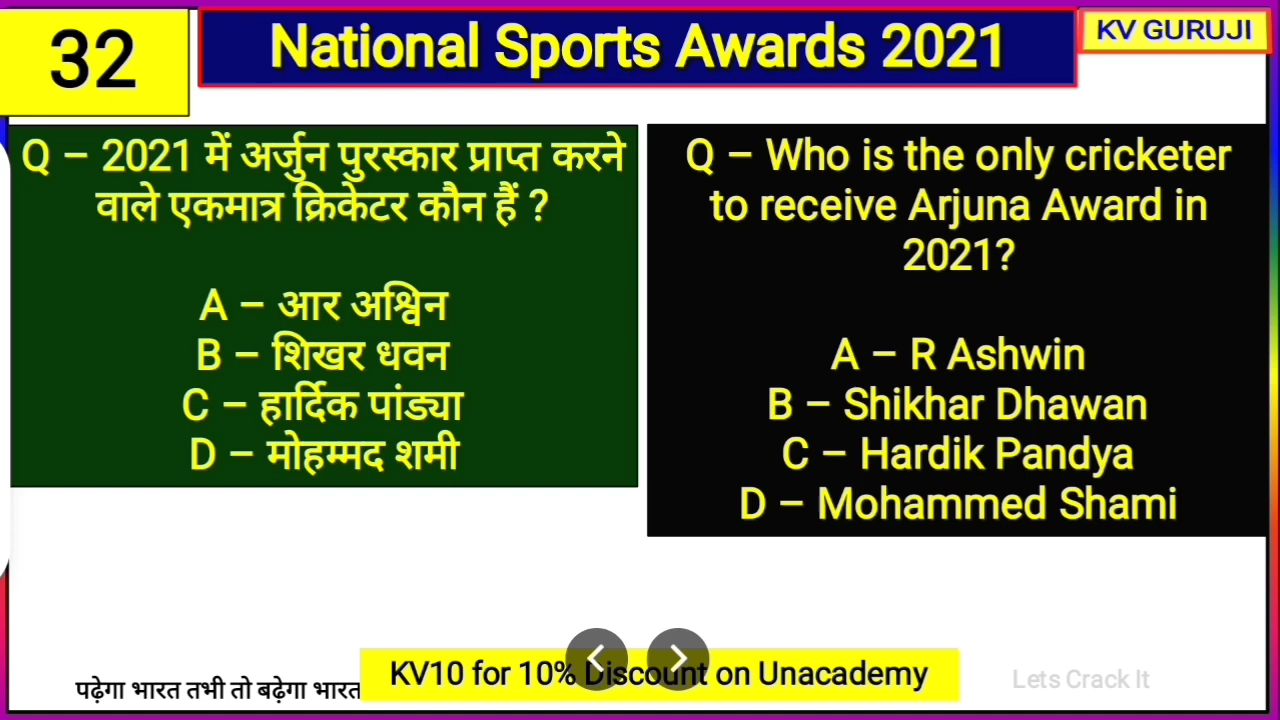 32
National Sports Awards 2021
KV GURUJI
Q – 2021 में अर्जुन पुरस्कार प्राप्त करने
वाले एकमात्र क्रिकेटर कौन हैं ?
A – आर अश्विन
B – शिखर धवन
C – हार्दिक पांड्या
D – मोहम्मद शमी
Q – Who is the only cricketer
to receive Arjuna Award in
2021?
A – R Ashwin
B – Shikhar Dhawan
C – Hardik Pandya
D – Mohammed Shami
पढ़ेगा भारत तभी तो बढ़ेगा भारत
KV10 for 10% Discount on Unacademy
Lets Crack It